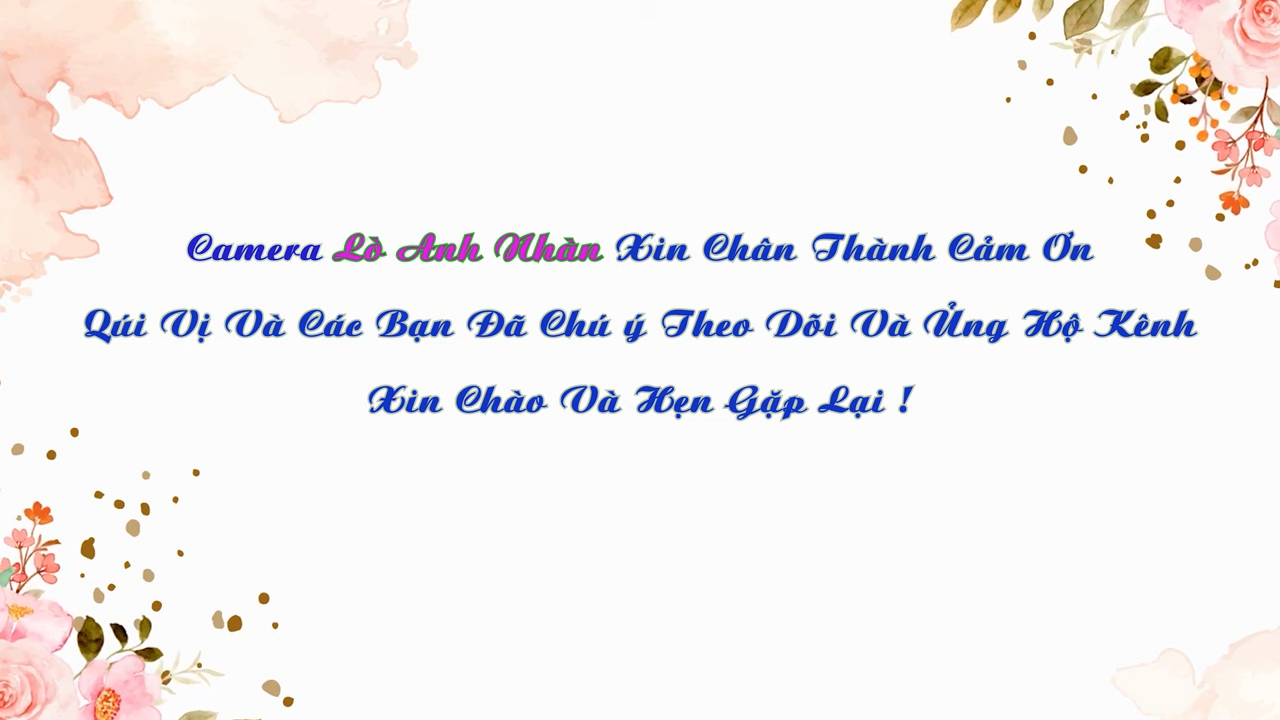 Camera Lò Anh Nhàn Xin Chân Thành Cảm Ơn
Qúi Vị Và Các Bạn Đã Chú ý Theo Dõi Và Ủng Hộ Kênh
Xin Chào Và Hẹn Gặp Lại !